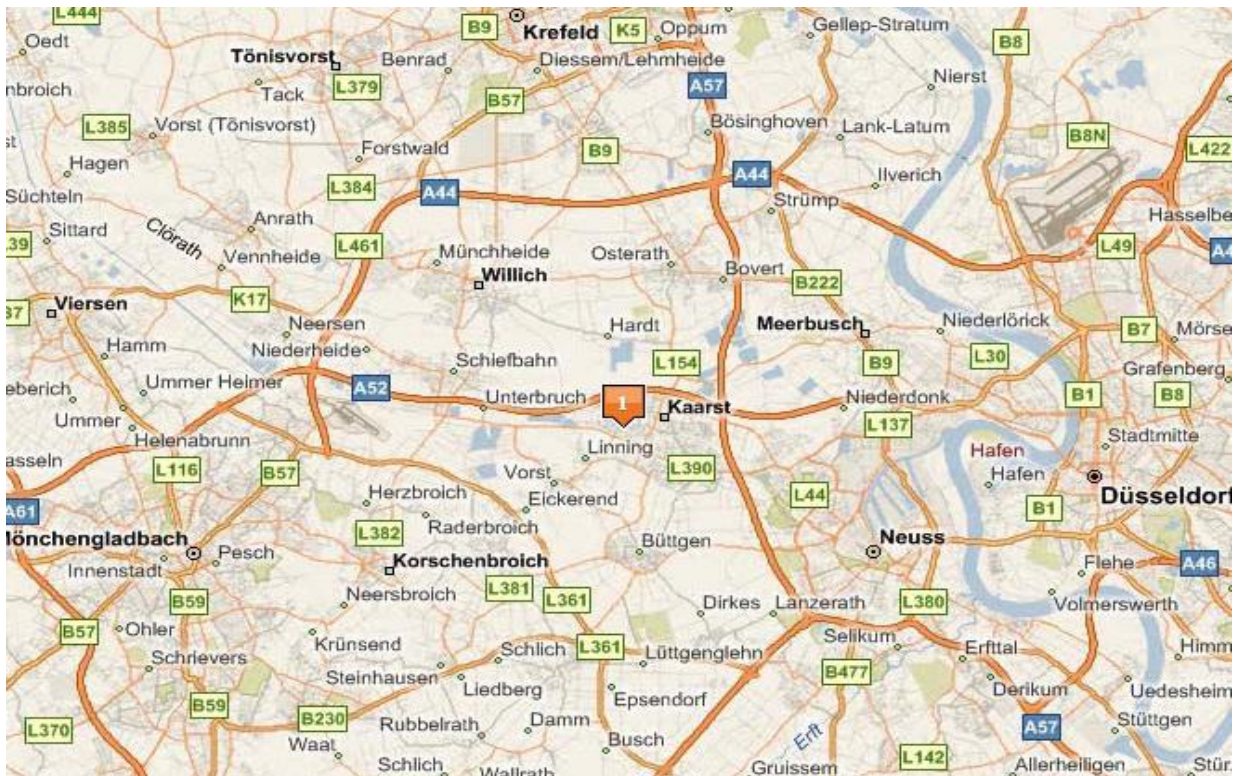 L444
B9
K5
Oppum
Gellep-Stratum
Krefeld
Oedt
B8
Tönisvorst
Benrad
Diessem/Lehmheide
Nierst
nbroich
Tack
L379
B57
A57
L385
Vorst (Tönisvorst)
Bösinghoven
Lank-Latum
B8N
Forstwald
B9
L422
Hagen
A44
Ilverich
L384
A44
Süchteln
Anrath
Strümp
Hasselbe
Sittard
Clörath
L39
L461
Münchheide
Osterath
L49
Vennheide
Bovert
Willich
B222
K17
Viersen
Neersen
Hardt
Meerbusch
Niederlörick
B7
Mörse
Hamm
Niederheide
Schiefbahn
L154
B9
L30
Grafenberg
eberich
Ummer Heimer
A52
Unterbruch
1
Kaarst
Niederdonk
B1
B8
Ummer
L137
Helenabrunn
Linning
Hafen
Stadtmitte
asseln
L116
B57
Vorst
L390
Hafen
Herzbroich
Eickerend
L44
Düsseldorf
A61
Raderbroich
B1
L382
Mönchengladbach
Pesch
Büttgen
Neuss
Innenstadt
Korschenbroich
Flehe
A46
B59
Neersbroich
L381
L361
Dirkes
Lanzerath
L380
Volmerswerth
B57
Ohler
Krünsend
Schlich
L361
Selikum
Erfttal
Himm
Schrievers
Lüttgenglehn
Steinhausen
Liedberg
B477
Derikum
Uedesheim
B59
B230
Epsendorf
L370
Rubbelrath
Damm
Erft
A57
Stüttgen
Waat
Busch
L142
Schlich
Wallrath
Gruissem
Allerheiligen
Stür.